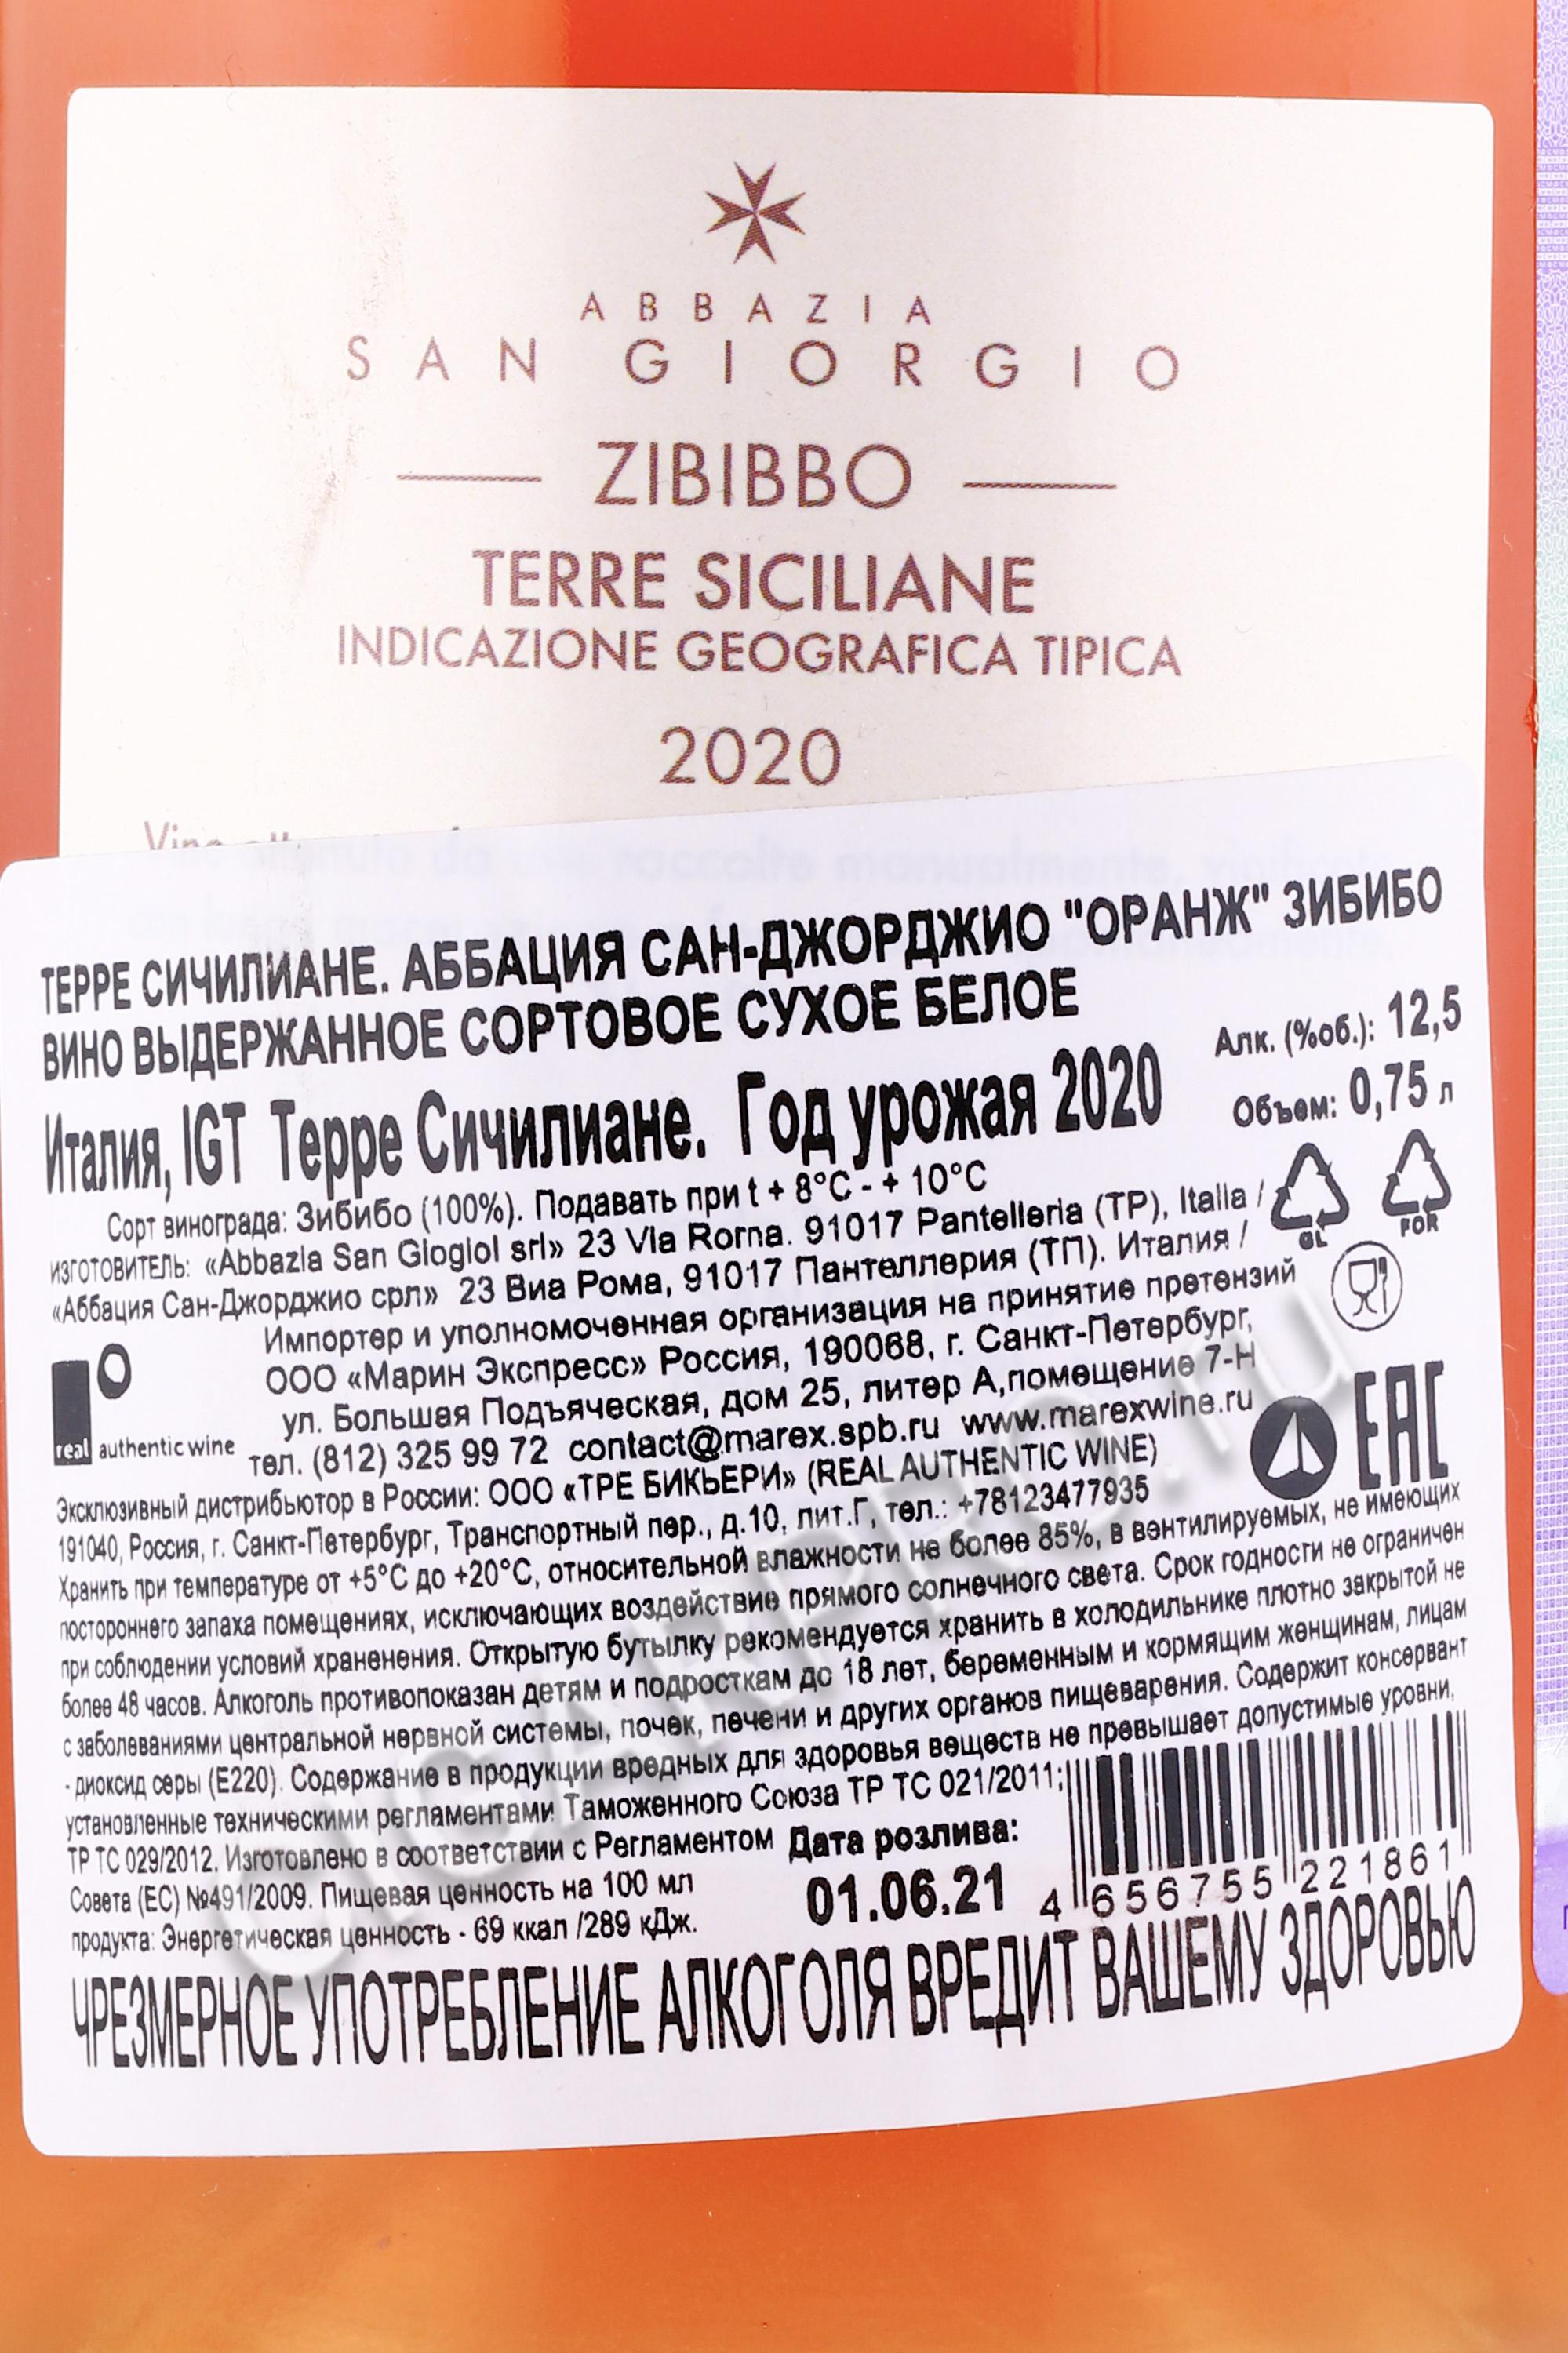 ABBAZIA
SAN GIORGIO
ZIBIBBO
TERRE SICILIANE
INDICAZIONE GEOGRAFICA TIPICA
2020
raccolte manualmente,
ТЕРРЕ СИЧИЛИАНЕ. АББАЦИЯ САН-ДЖОРДЖИО "ОРАНЖ" ЗИБИБО
ВИНО ВЫДЕРЖАННОЕ СОРТОВОЕ СУХОЕ БЕЛОЕ
Алк. (%об.): 12,5
Италия, IGT Терре Сичилиане. Год урожая 2020
Объем: 0,75 л
Сорт винограда: Зибибо (100%). Подавать при t + 8°C - + 10°C
ИЗГОТОВИТЕЛЬ: «Abbazia San Giogiol srl» 23 Via Roma. 91017 Pantelleria (TP), Italia /
«Аббация Сан-Джорджио срл» 23 Виа Рома, 91017 Пантеллерия (ТП). Италия /
GL
FOR
Импортер и уполномоченная организация на принятие претензий
ООО «Марин Экспресс» Россия, 190068, г. Санкт-Петербург,
ул. Большая Подъяческая, дом 25, литер А,помещение 7-Н
тел. (812) 325 99 72 contact@marex.spb.ru www.marexwine.ru
real authentic wine
EAC
Эксклюзивный дистрибьютор в России: ООО «ТРЕ БИКЬЕРИ» (REAL AUTHENTIC WINE)
191040, Россия, г. Санкт-Петербург, Транспортный пер., д.10, лит.Г, тел.: +78123477935
Хранить при температуре от +5°C до +20°C, относительной влажности не более 85%, в вентилируемых, не имеющих
постороннего запаха помещениях, исключающих воздействие прямого солнечного света. Срок годности не ограничен
при соблюдении условий храненения. Открытую бутылку рекомендуется хранить в холодильнике плотно закрытой не
более 48 часов. Алкоголь противопоказан детям и подросткам до 18 лет, беременным и кормящим женщинам, лицам
с заболеваниями центральной нервной системы, почек, печени и других органов пищеварения. Содержит консервант
- диоксид серы (E220). Содержание в продукции вредных для здоровья веществ не превышает допустимые уровни,
установленные техническими регламентами Таможенного Союза ТР ТС 021/2011;
ТР ТС 029/2012. Изготовлено в соответствии с Регламентом
Совета (ЕС) №491/2009. Пищевая ценность на 100 мл
продукта: Энергетическая ценность - 69 ккал /289 кДж.
Дата розлива:
01.06.21
4 656755 221861
ЧРЕЗМЕРНОЕ УПОТРЕБЛЕНИЕ АЛКОГОЛЯ ВРЕДИТ ВАШЕМУ ЗДОРОВЬЮ
CIGARPRO.ru